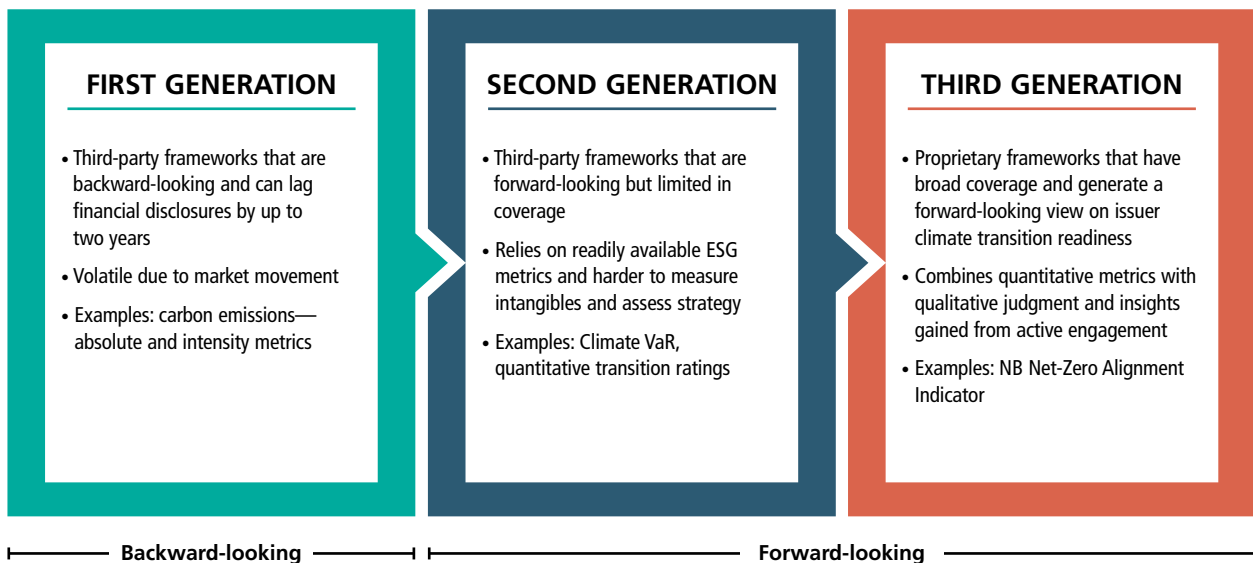 FIRST GENERATION
• Third-party frameworks that are
backward-looking and can lag
financial disclosures by up to
two years
• Volatile due to market movement
• Examples: carbon emissions—
absolute and intensity metrics
SECOND GENERATION
• Third-party frameworks that are
forward-looking but limited in
coverage
• Relies on readily available ESG
metrics and harder to measure
intangibles and assess strategy
• Examples: Climate VaR,
quantitative transition ratings
THIRD GENERATION
• Proprietary frameworks that have
broad coverage and generate a
forward-looking view on issuer
climate transition readiness
• Combines quantitative metrics with
qualitative judgment and insights
gained from active engagement
• Examples: NB Net-Zero Alignment
Indicator
Backward-looking
Forward-looking